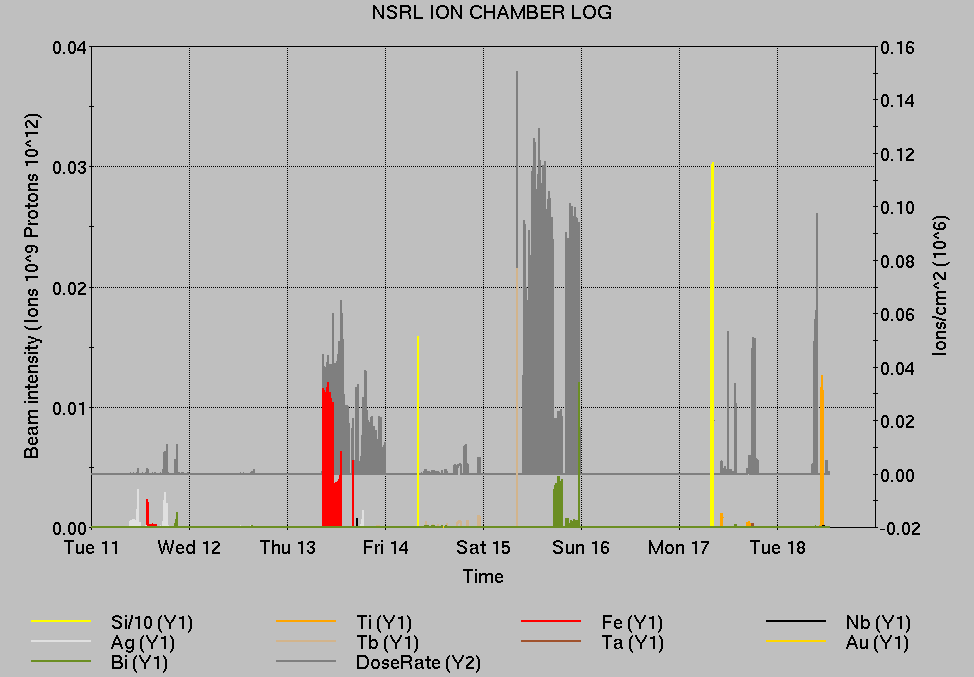 NSRL ION CHAMBER LOG
0.04 0.16
0.14
0.03 0.12
0.10
0.02 0.08
0.06
0.01 0.04
0.02
0.00
0.00 -0.02
Beam intensity (Ions 10^9 Protons 10^12)
Ions/cm^2 (10^6)
Tue 11 Wed 12 Thu 13 Fri 14 Sat 15 Sun 16 Mon 17 Tue 18
Time
Si/10 (Y1) Ti (Y1) Fe (Y1) Nb (Y1)
Ag (Y1) Tb (Y1) Ta (Y1) Au (Y1)
Bi (Y1) DoseRate (Y2)